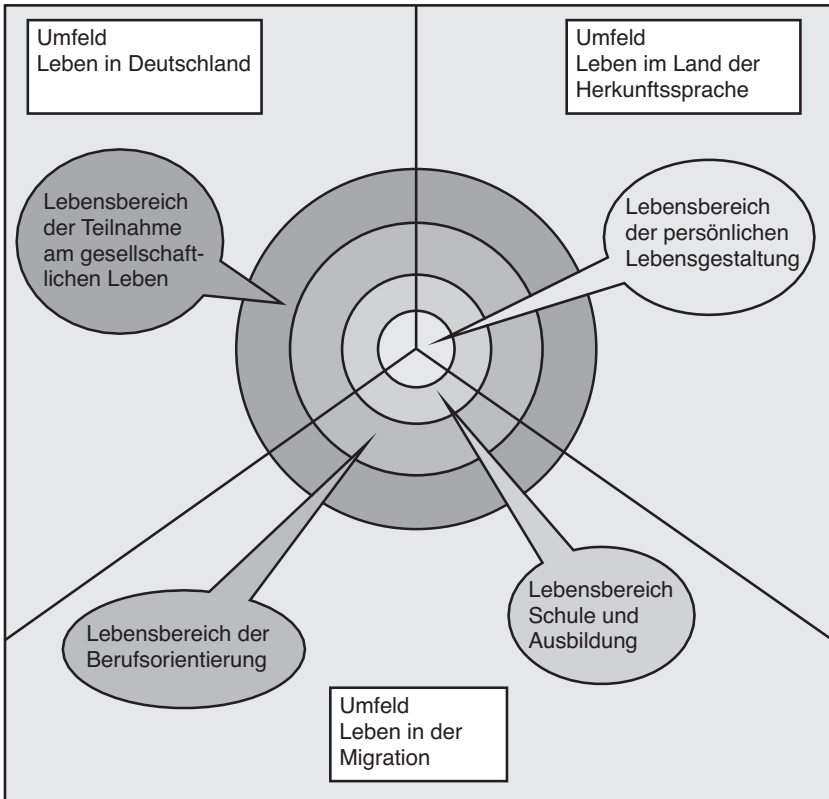 Umfeld
Leben in Deutschland
Umfeld
Leben im Land der
Herkunftssprache
Lebensbereich
der Teilnahme
am gesellschaft-
lichen Leben
Lebensbereich
der persönlichen
Lebensgestaltung
Lebensbereich der
Berufsorientierung
Lebensbereich
Schule und
Ausbildung
Umfeld
Leben in der
Migration